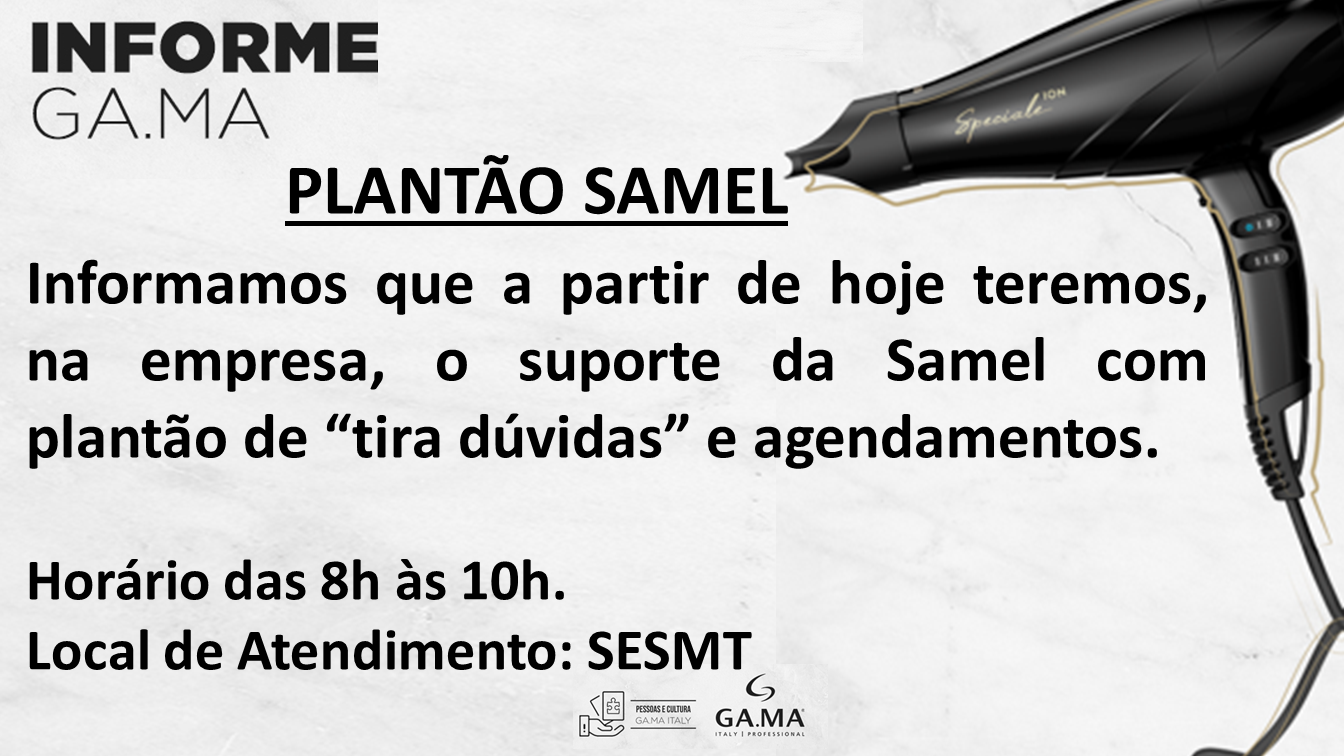 INFORME
GA.MA
Speciale ION
PLANTÃO SAMEL
Informamos que a partir de hoje teremos,
na empresa, o suporte da Samel com
plantão de “tira dúvidas” e agendamentos.
Horário das 8h às 10h.
Local de Atendimento: SESMT
PESSOAS E CULTURA
GA.MA ITALY
GA.MA
ITALY | PROFESSIONAL